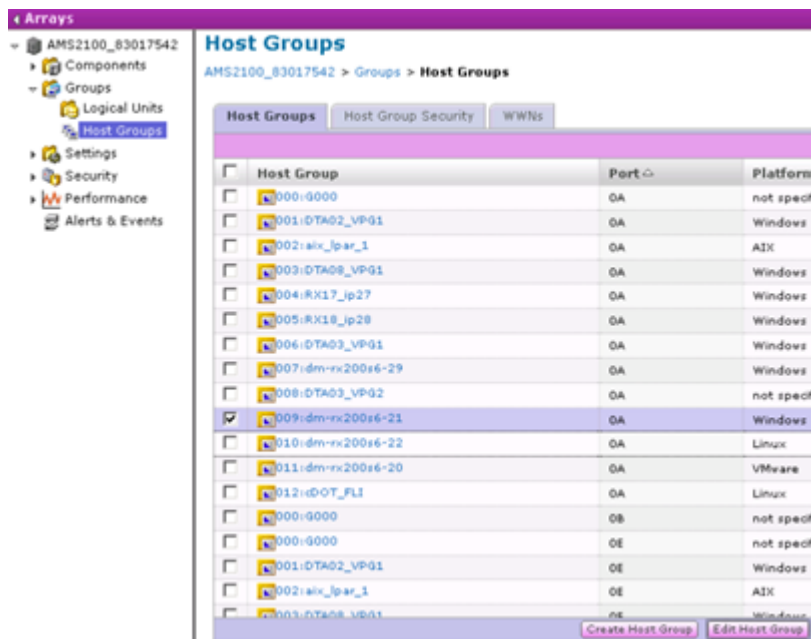 Arrays
AMS2100_83017542
Components
Groups
Logical Units
Host Groups
Settings
Security
Performance
Alerts & Events
Host Groups
AMS2100_83017542 > Groups > Host Groups
Host Groups Host Group Security WWNs
Host Group Port Platform
000:G000 0A not specif
001:DTA02_VPG1 0A Windows
002:aix_lpar_1 0A AIX
003:DTA08_VPG1 0A Windows
004:RX17_ip27 0A Windows
005:RX18_ip28 0A Windows
006:DTA03_VPG1 0A Windows
007:dm-rx200s6-29 0A Windows
008:DTA03_VPG2 0A not specif
009:dm-rx200s6-21 0A Windows
010:dm-rx200s6-22 0A Linux
011:dm-rx200s6-20 0A VMware
012:cDOT_FLI 0A Linux
000:G000 0B not specif
000:G000 0E not specif
001:DTA02_VPG1 0E Windows
002:aix_lpar_1 0E AIX
003:DTA08_VPG1 0E Windows
Create Host Group Edit Host Group